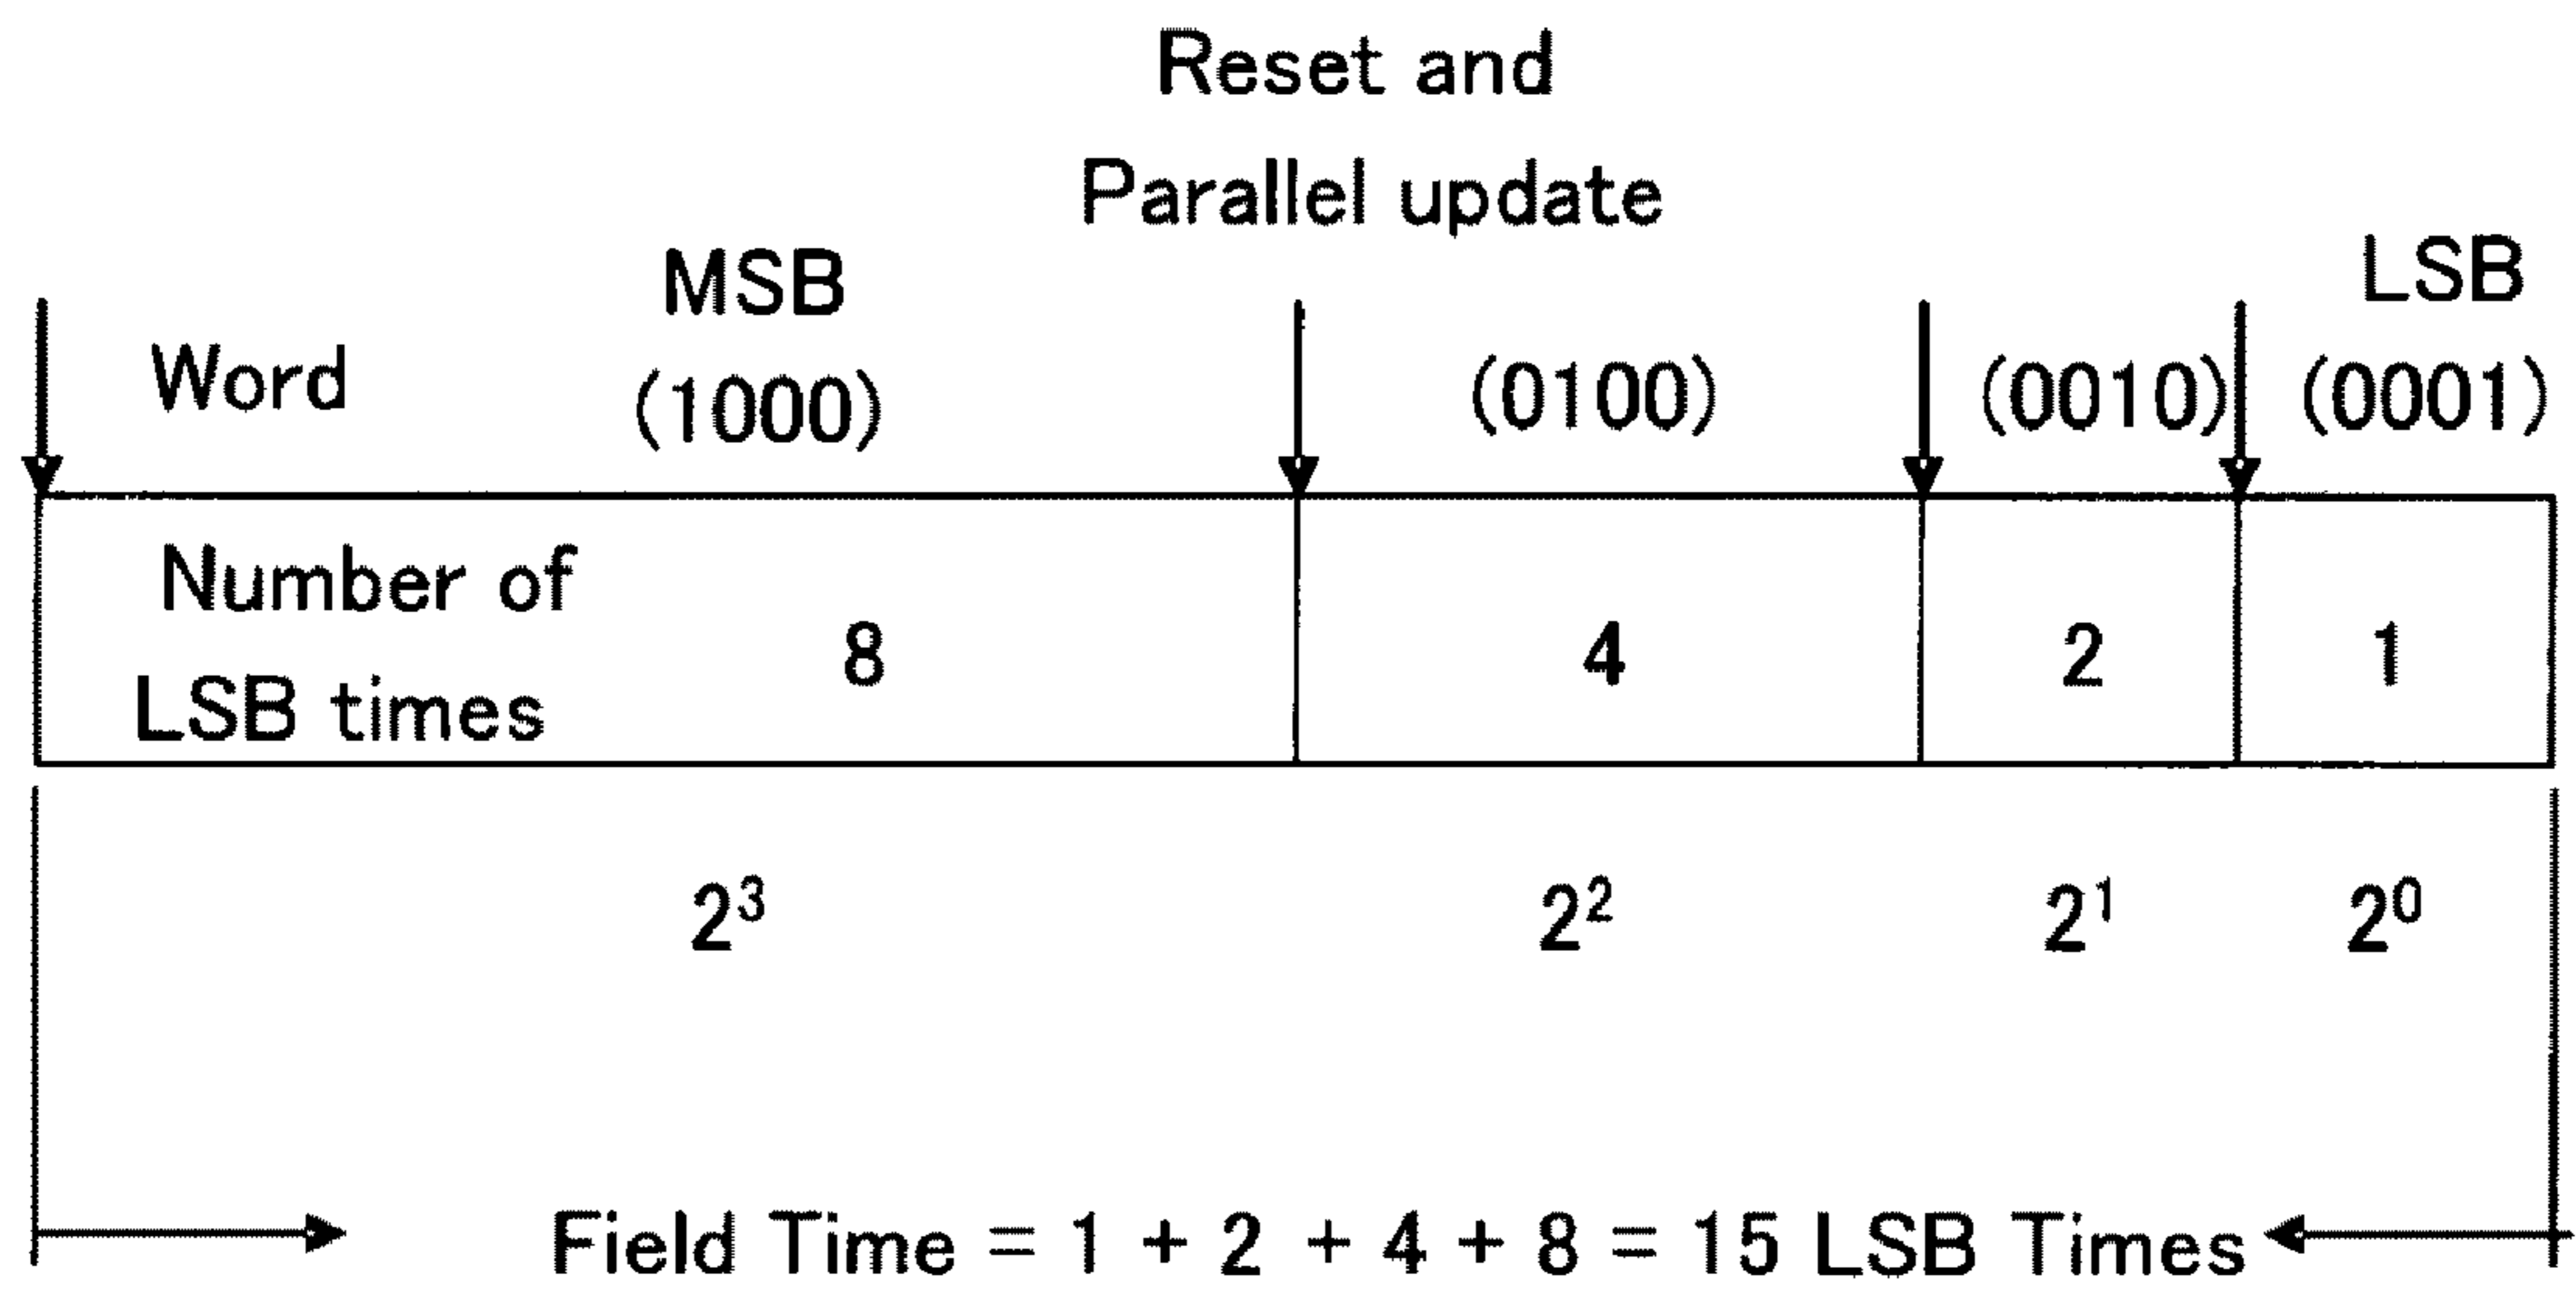 Reset and
Parallel update
MSB
LSB
Word
(1000)
(0100)
(0010)
(0001)
Number of
LSB times
8
4
2
1
2³
2²
2¹
2⁰
Field Time = 1 + 2 + 4 + 8 = 15 LSB Times